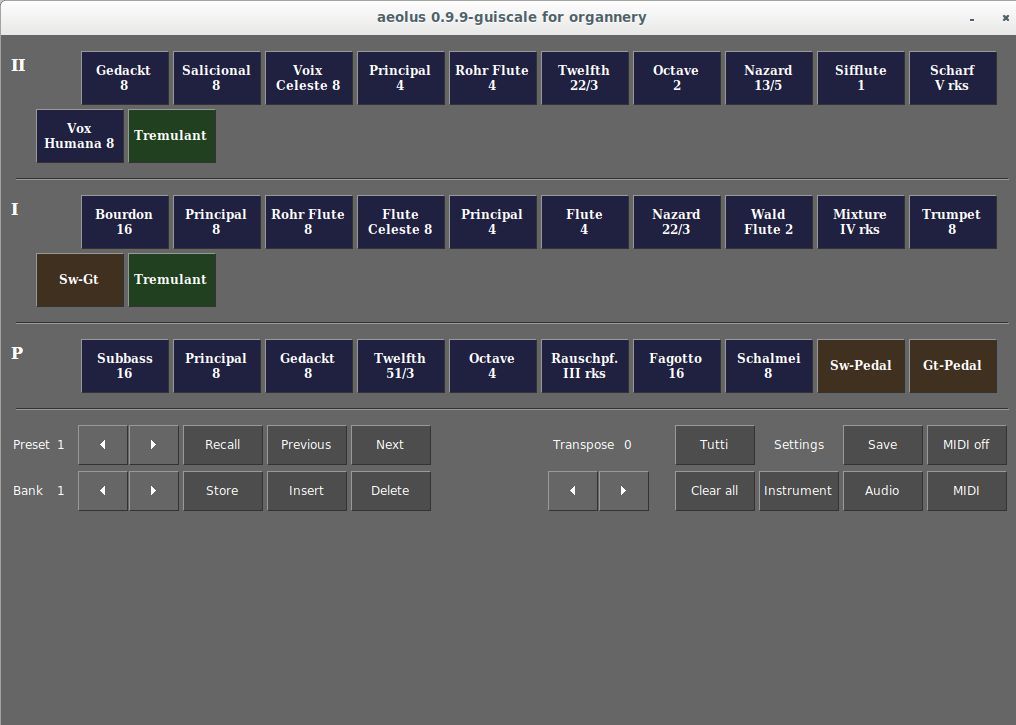 aeolus 0.9.9-guiscale for organnery
II
Gedackt
8
Salicional
8
Voix
Celeste 8
Principal
4
Rohr Flute
4
Twelfth
22/3
Octave
2
Nazard
13/5
Sifflute
1
Scharf
V rks
Vox
Humana 8
Tremulant
I
Bourdon
16
Principal
8
Rohr Flute
8
Flute
Celeste 8
Principal
4
Flute
4
Nazard
22/3
Wald
Flute 2
Mixture
IV rks
Trumpet
8
Sw-Gt
Tremulant
P
Subbass
16
Principal
8
Gedackt
8
Twelfth
51/3
Octave
4
Rauschpf.
III rks
Fagotto
16
Schalmei
8
Sw-Pedal
Gt-Pedal
Preset 1
Recall
Previous
Next
Transpose 0
Tutti
Settings
Save
MIDI off
Bank 1
Store
Insert
Delete
Clear all
Instrument
Audio
MIDI